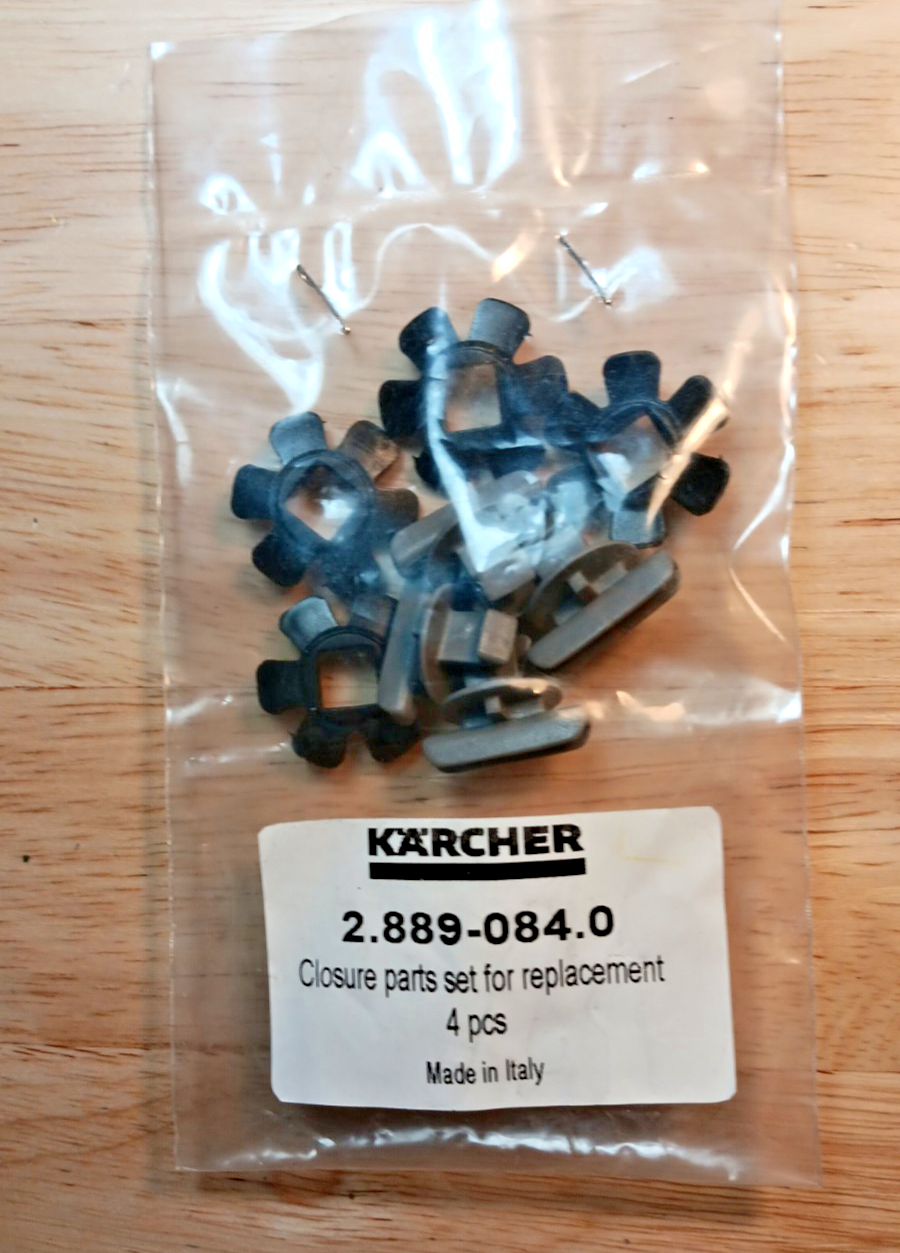 KÄRCHER
2.889-084.0
Closure parts set for replacement
4 pcs
Made in Italy